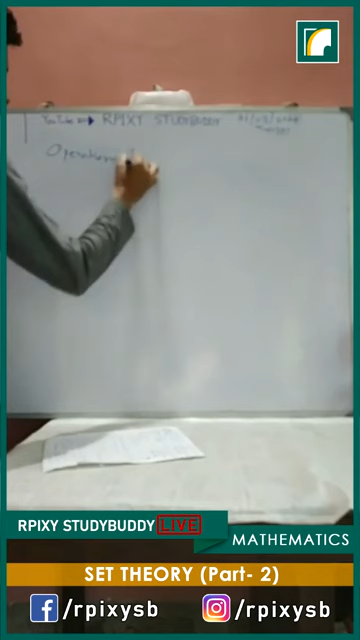 YouTube RPIXY STUDYBUDDY
Operations
RPIXY STUDYBUDDY LIVE
MATHEMATICS
SET THEORY (Part- 2)
/rpixysb /rpixysb